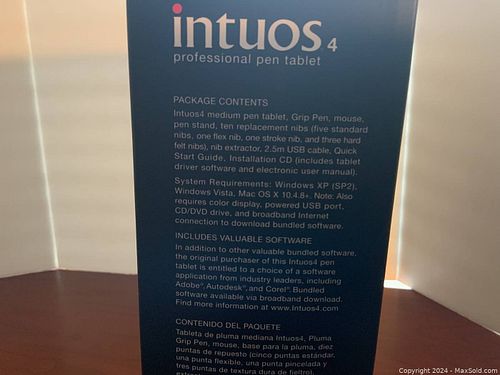 intuos 4
professional pen tablet
PACKAGE CONTENTS
Intuos4 medium pen tablet, Grip Pen, mouse,
pen stand, ten replacement nibs (five standard
nibs, one flex nib, one stroke nib, and three hard
felt nibs), nib extractor, 2.5m USB cable, Quick
Start Guide, Installation CD (includes tablet
driver software and electronic user manual).
System Requirements: Windows XP (SP2),
Windows Vista, Mac OS X 10.4.8+. Note: Also
requires color display, powered USB port,
CD/DVD drive, and broadband Internet
connection to download bundled software.
INCLUDES VALUABLE SOFTWARE
In addition to other valuable bundled software,
the original purchaser of this Intuos4 pen
tablet is entitled to a choice of a software
application from industry leaders, including
Adobe®, Autodesk®, and Corel®. Bundled
software available via broadband download.
Find more information at www.Intuos4.com
CONTENIDO DEL PAQUETE
Tableta de pluma mediana Intuos4, Pluma
Grip Pen, mouse, base para la pluma, diez
puntas de repuesto (cinco puntas estándar,
una punta flexible, una punta pincelada y
tres puntas de textura dura de fieltro),
Copyright 2024 - MaxSold.com